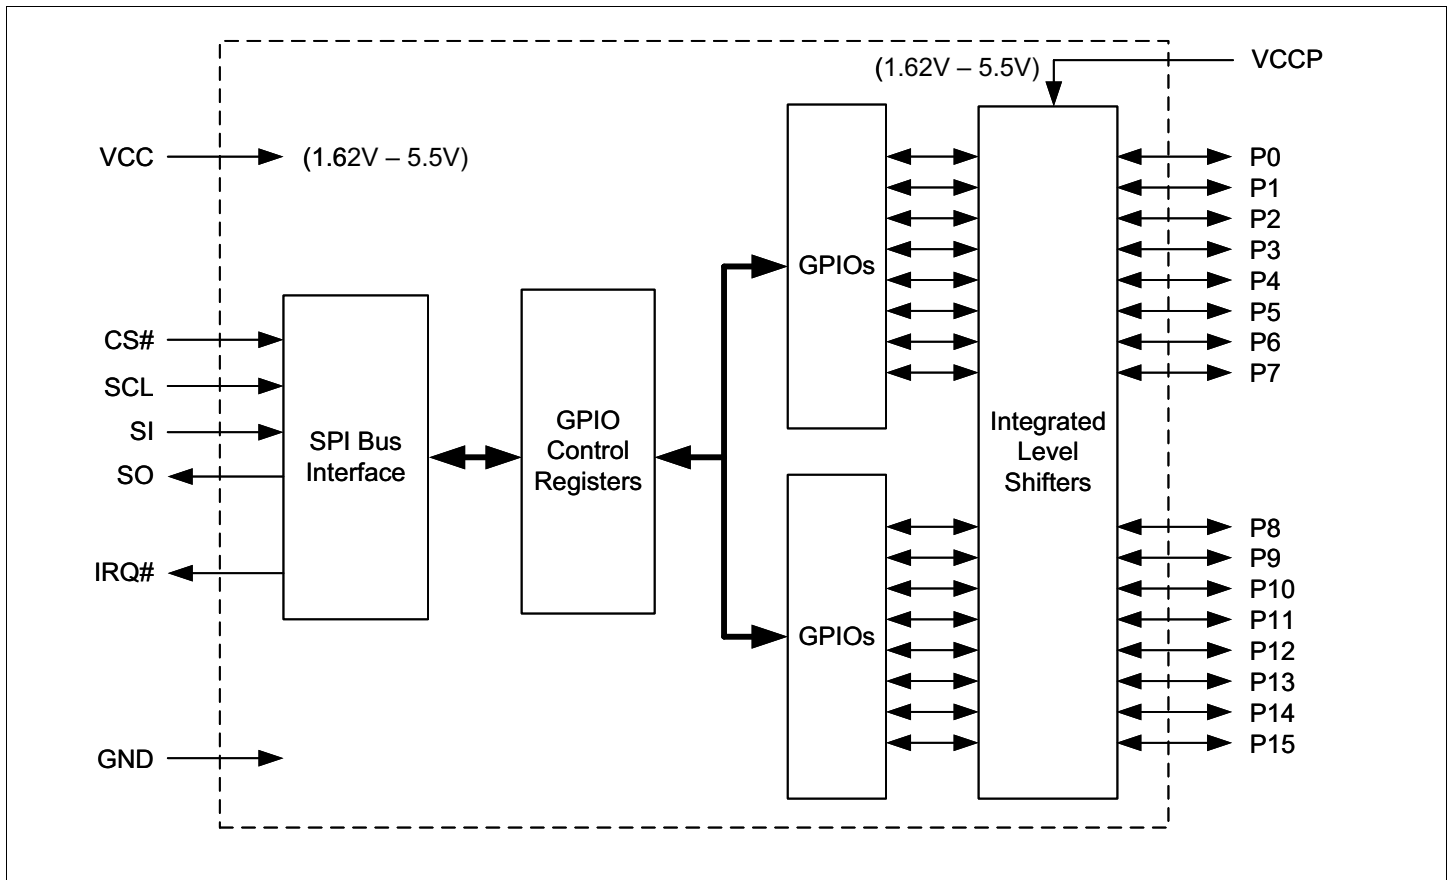 (1.62V – 5.5V)
VCCP
VCC
(1.62V – 5.5V)
P0
P1
P2
P3
P4
P5
P6
P7
GPIOs
CS#
SCL
SI
SO
IRQ#
SPI Bus
Interface
GPIO
Control
Registers
Integrated
Level
Shifters
P8
P9
P10
P11
P12
P13
P14
P15
GPIOs
GND